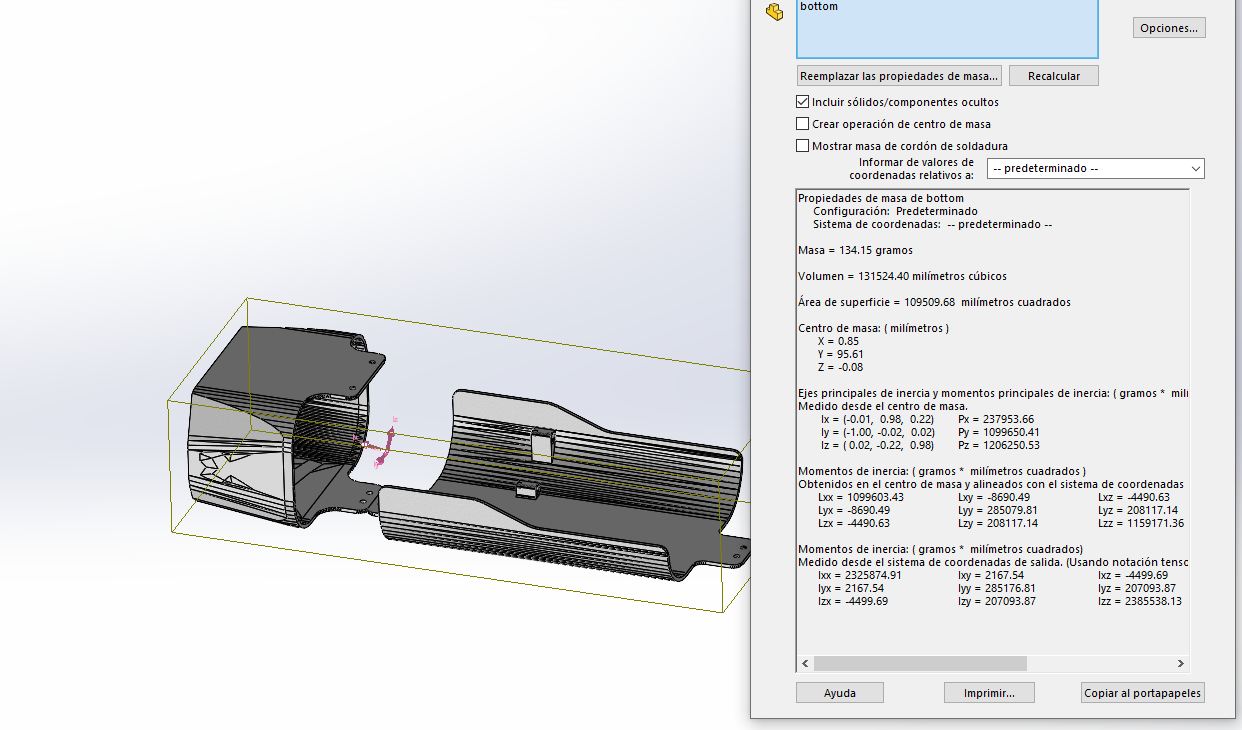 bottom
Opciones...
Reemplazar las propiedades de masa...
Recalcular
Incluir sólidos/componentes ocultos
Crear operación de centro de masa
Mostrar masa de cordón de soldadura
Informar de valores de
coordenadas relativos a:
-- predeterminado --
Propiedades de masa de bottom
Configuración: Predeterminado
Sistema de coordenadas: -- predeterminado --
Masa = 134.15 gramos
Volumen = 131524.40 milímetros cúbicos
Área de superficie = 109509.68 milímetros cuadrados
Centro de masa: ( milímetros )
X = 0.85
Y = 95.61
Z = -0.08
Ejes principales de inercia y momentos principales de inercia: ( gramos *
Medido desde el centro de masa.
Ix = (-0.01, 0.98, 0.22) Px = 237953.66
Iy = (-1.00, -0.02, 0.02) Py = 1099650.41
Iz = ( 0.02, -0.22, 0.98) Pz = 1206250.53
Momentos de inercia: ( gramos * milímetros cuadrados )
Obtenidos en el centro de masa y alineados con el sistema de coordenadas
Lxx = 1099603.43 Lxy = -8690.49 Lxz = -4490.63
Lyx = -8690.49 Lyy = 285079.81 Lyz = 208117.14
Lzx = -4490.63 Lzy = 208117.14 Lzz = 1159171.36
Momentos de inercia: ( gramos * milímetros cuadrados)
Medido desde el sistema de coordenadas de salida. (Usando notación tenso
Ixx = 2325874.91 Ixy = 2167.54 Ixz = -4499.69
Iyx = 2167.54 Iyy = 285176.81 Iyz = 207093.87
Izx = -4499.69 Izy = 207093.87 Izz = 2385538.13
Ayuda
Imprimir...
Copiar al portapapeles